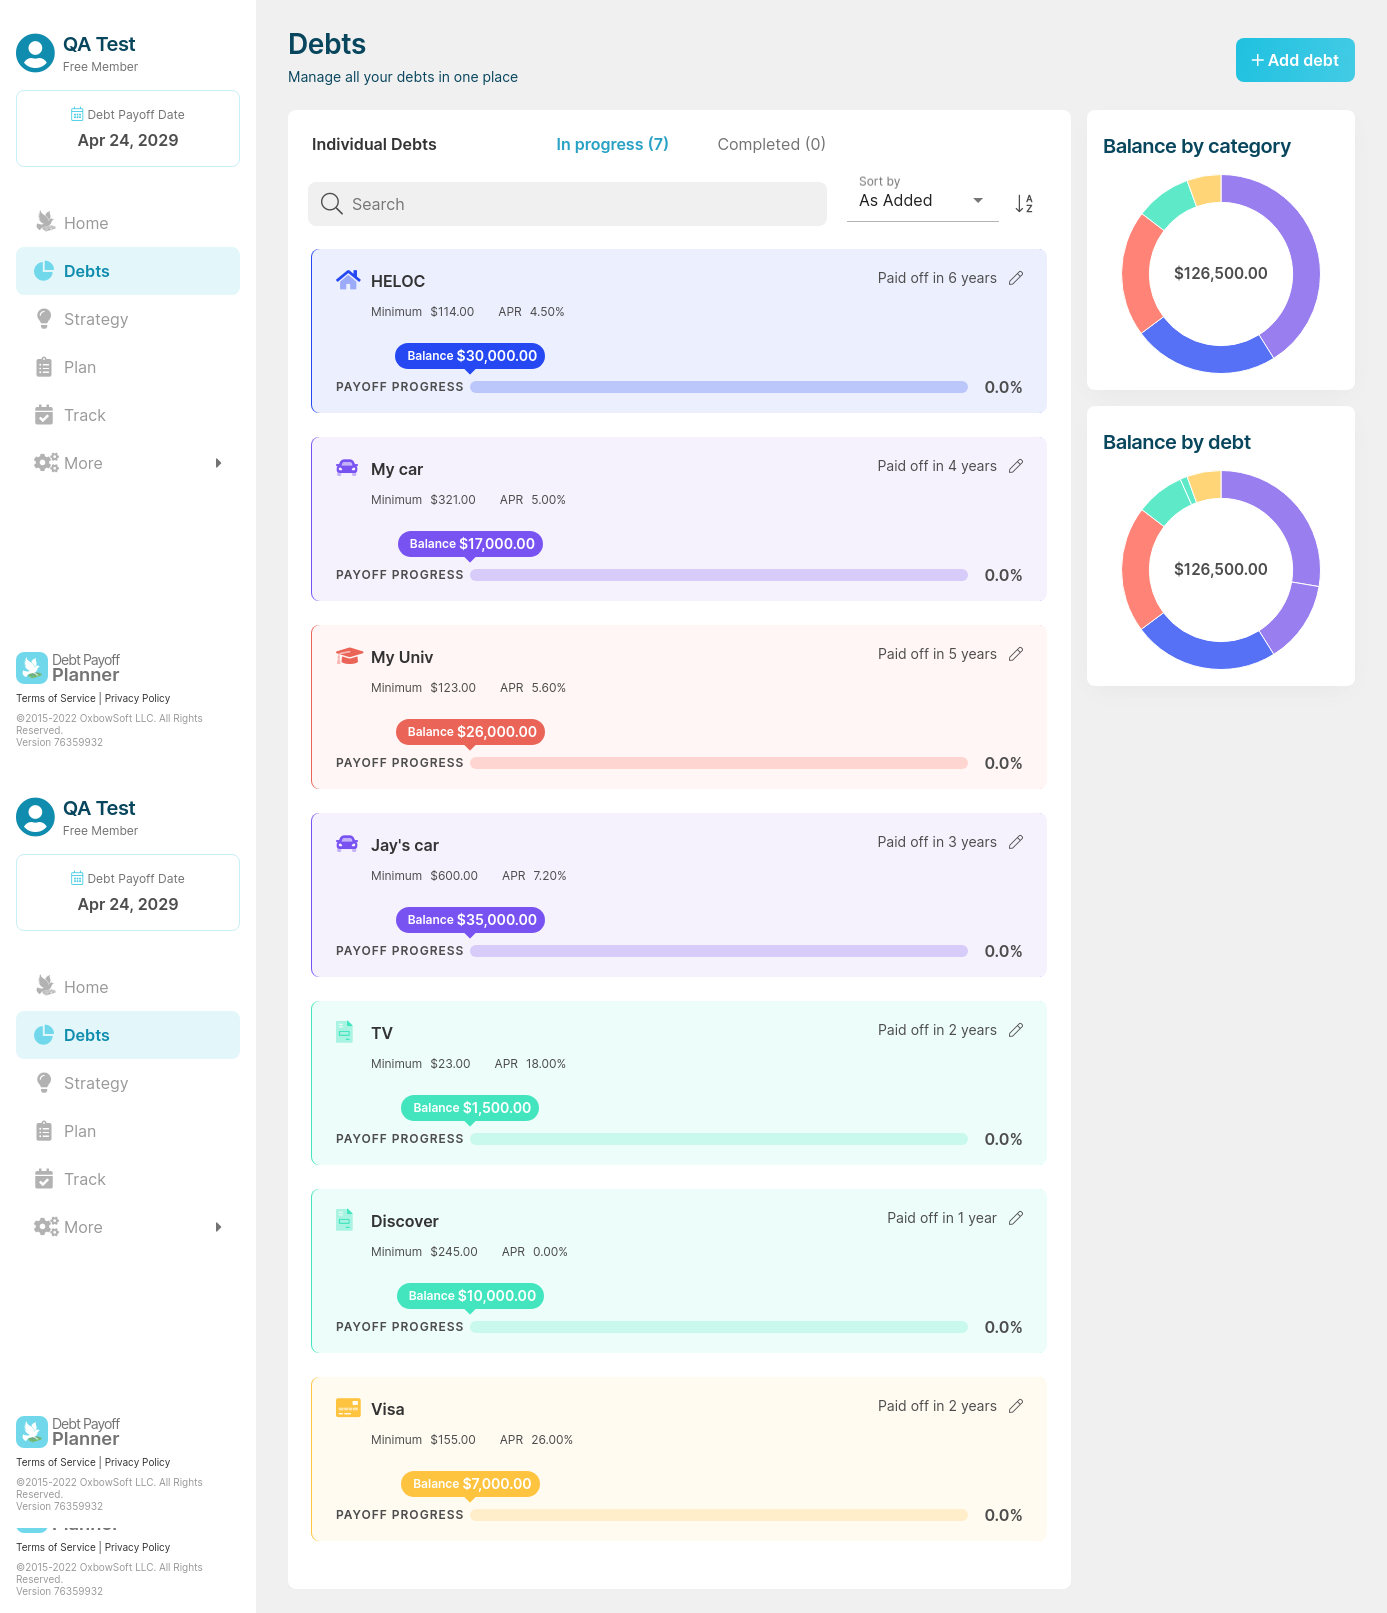 QA Test
Free Member
Debt Payoff Date
Apr 24, 2029
Home
Debts
Strategy
Plan
Track
More
Debt Payoff
Planner
Terms of Service | Privacy Policy
©2015-2022 OxbowSoft LLC. All Rights
Reserved.
Version 76359932
QA Test
Free Member
Debt Payoff Date
Apr 24, 2029
Home
Debts
Strategy
Plan
Track
More
Debt Payoff
Planner
Terms of Service | Privacy Policy
©2015-2022 OxbowSoft LLC. All Rights
Reserved.
Version 76359932
Planner
Terms of Service | Privacy Policy
©2015-2022 OxbowSoft LLC. All Rights
Reserved.
Version 76359932
Debts
Manage all your debts in one place
+ Add debt
Individual Debts In progress (7) Completed (0)
Search Sort by
As Added A
Z
HELOC Paid off in 6 years
Minimum $114.00 APR 4.50%
Balance $30,000.00
PAYOFF PROGRESS 0.0%
My car Paid off in 4 years
Minimum $321.00 APR 5.00%
Balance $17,000.00
PAYOFF PROGRESS 0.0%
My Univ Paid off in 5 years
Minimum $123.00 APR 5.60%
Balance $26,000.00
PAYOFF PROGRESS 0.0%
Jay's car Paid off in 3 years
Minimum $600.00 APR 7.20%
Balance $35,000.00
PAYOFF PROGRESS 0.0%
TV Paid off in 2 years
Minimum $23.00 APR 18.00%
Balance $1,500.00
PAYOFF PROGRESS 0.0%
Discover Paid off in 1 year
Minimum $245.00 APR 0.00%
Balance $10,000.00
PAYOFF PROGRESS 0.0%
Visa Paid off in 2 years
Minimum $155.00 APR 26.00%
Balance $7,000.00
PAYOFF PROGRESS 0.0%
Balance by category
$126,500.00
Balance by debt
$126,500.00